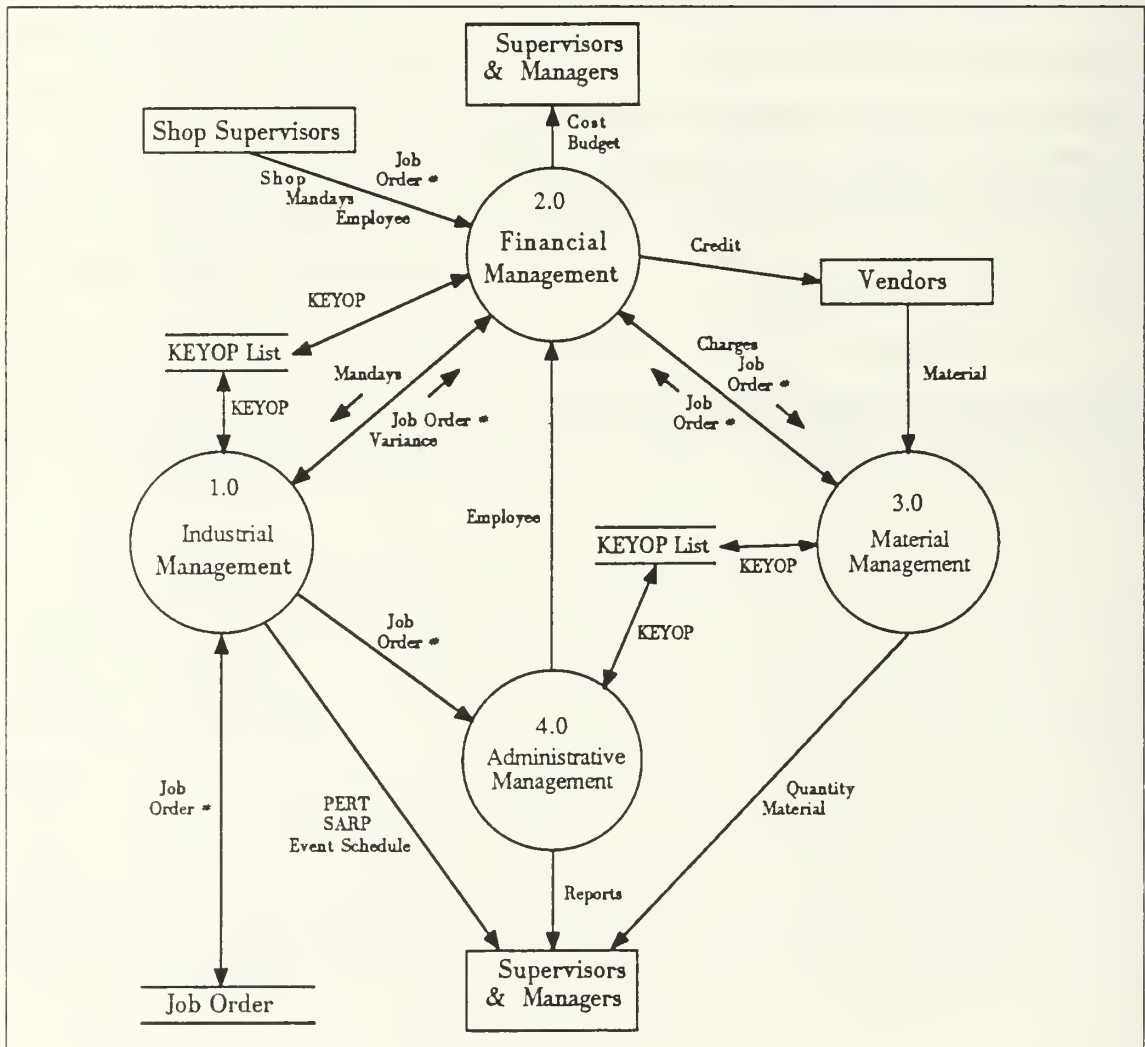 Supervisors
& Managers
Shop Supervisors
Cost
Budget
Job
Order #
Shop
Mandays
Employee
2.0
Financial
Management
Credit
Vendors
KEYOP
KEYOP List
KEYOP
Mandays
Job Order #
Variance
Charges
Job
Order #
Job
Order #
Material
1.0
Industrial
Management
Employee
KEYOP List
KEYOP
3.0
Material
Management
Job
Order #
KEYOP
4.0
Administrative
Management
Job
Order #
PERT
SARP
Event Schedule
Quantity
Material
Reports
Supervisors
& Managers
Job Order